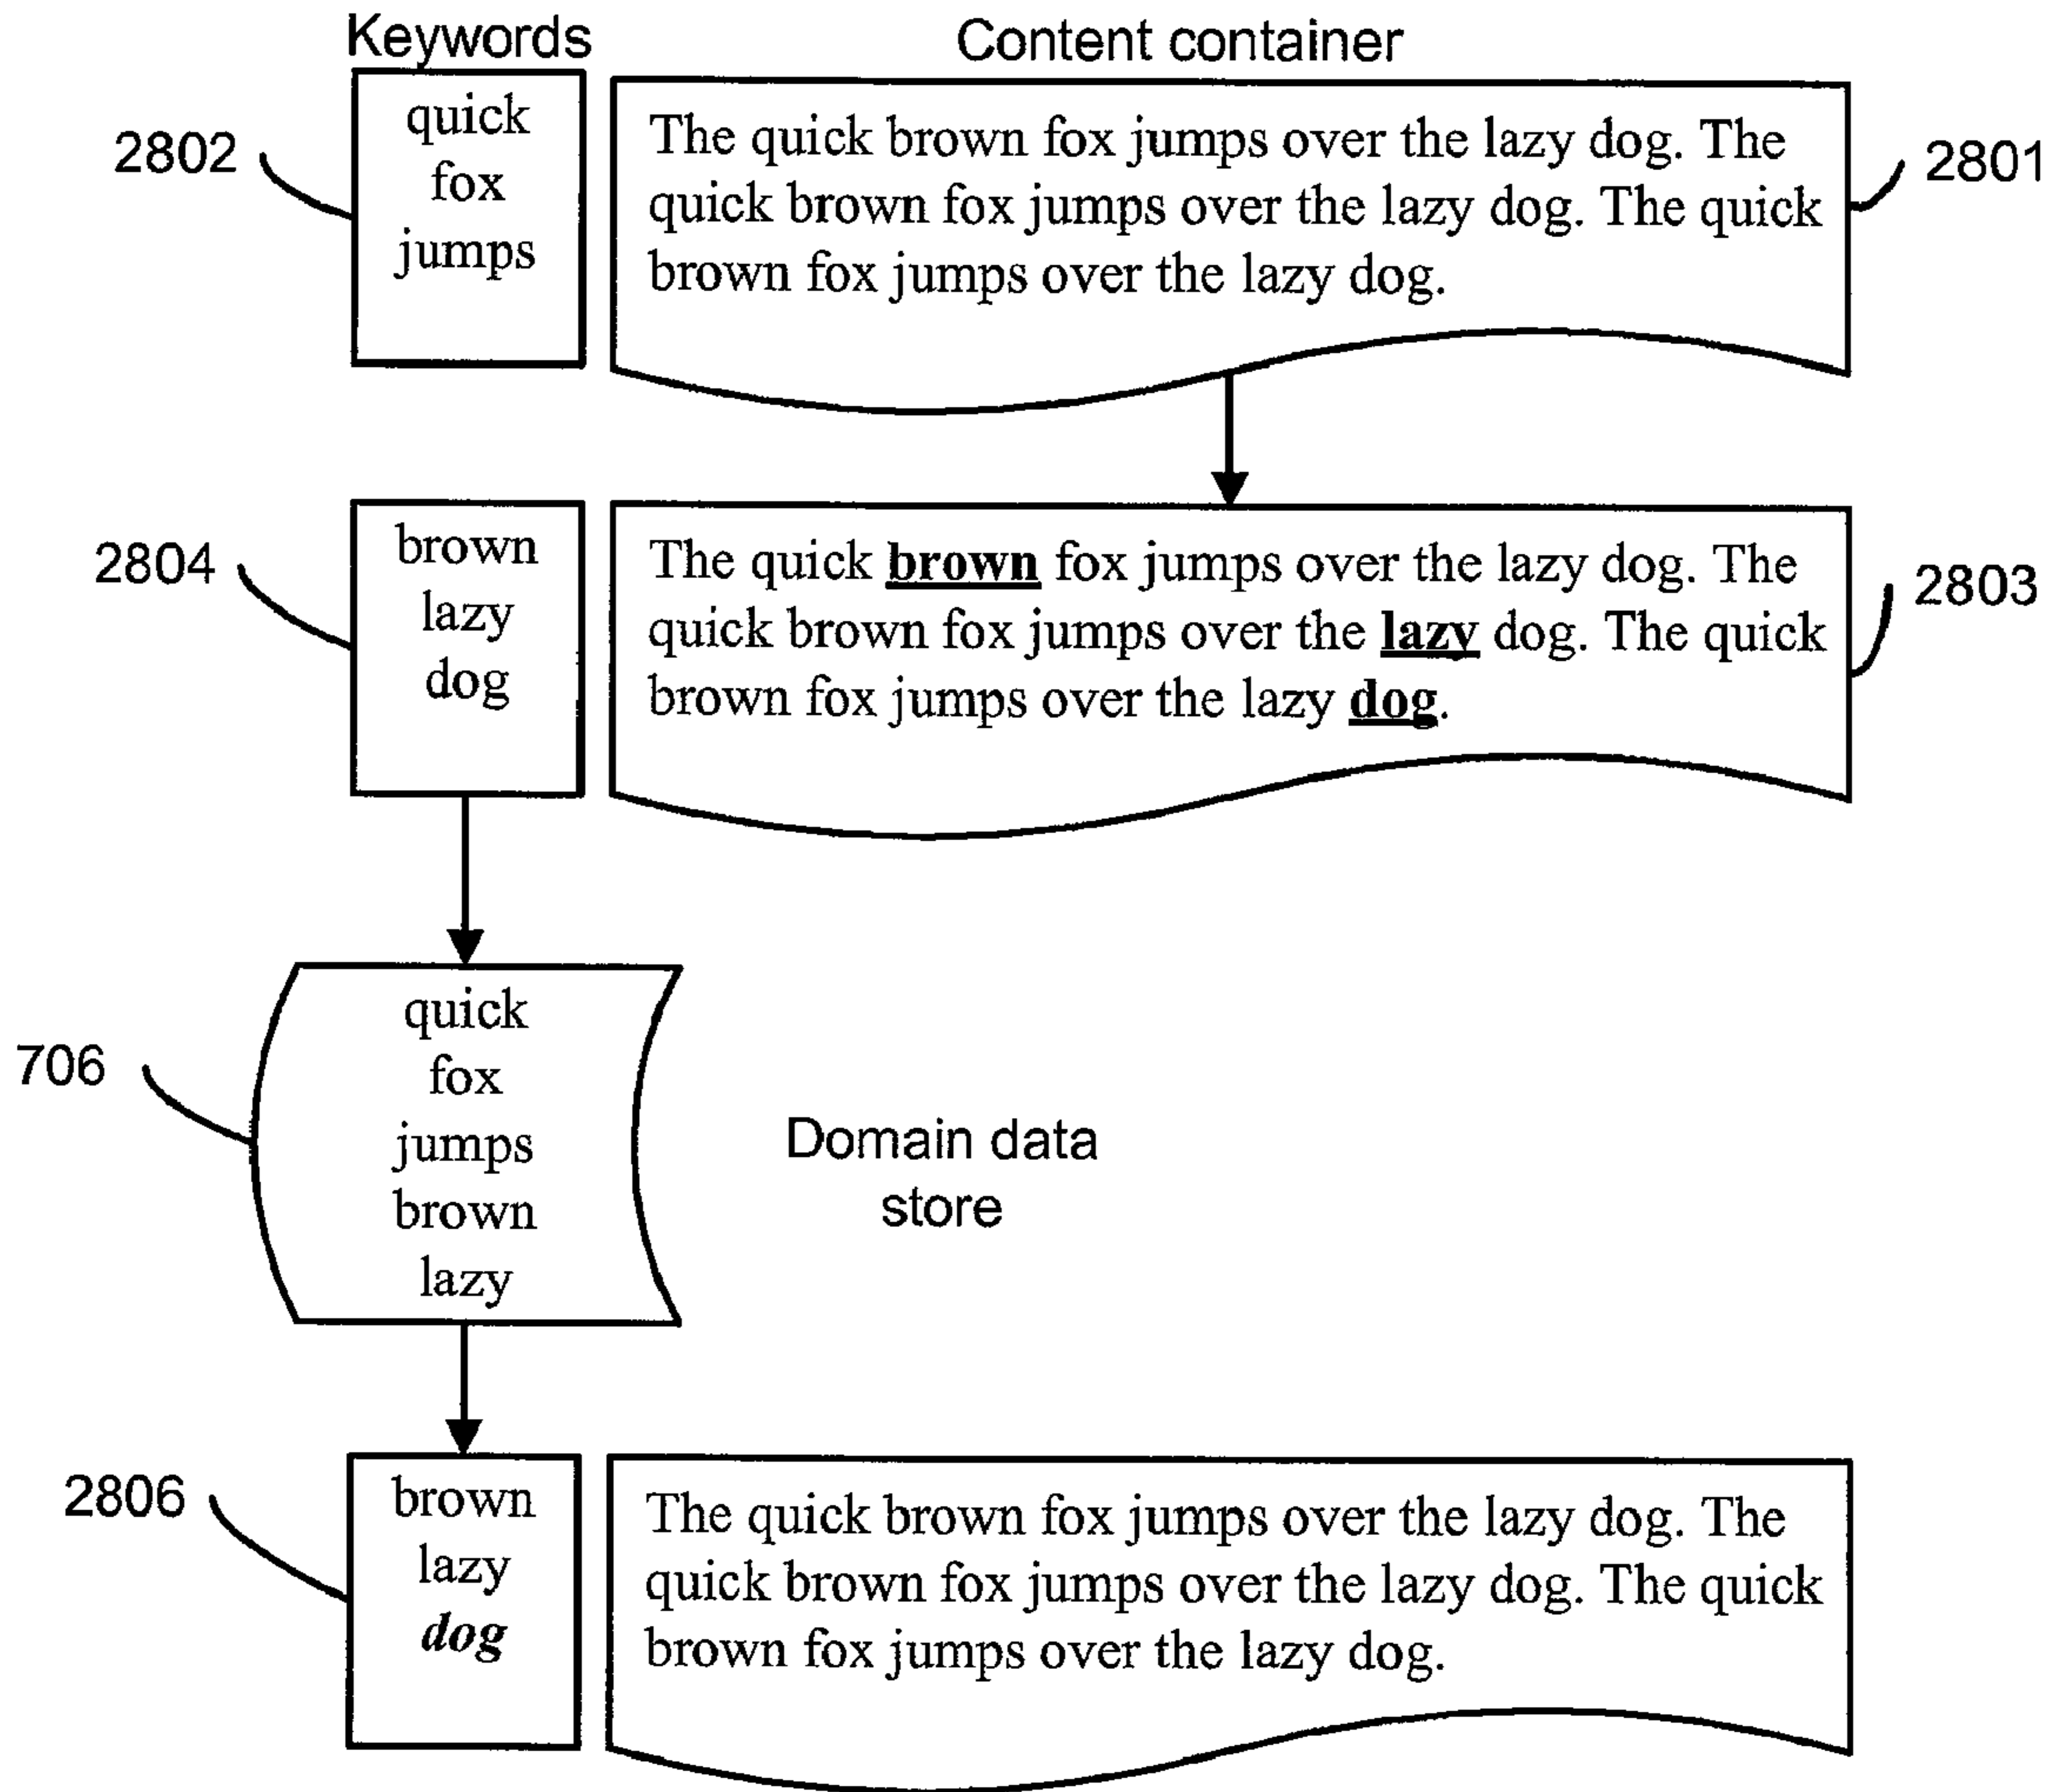 Keywords
Content container
2802
quick
fox
jumps
The quick brown fox jumps over the lazy dog. The
quick brown fox jumps over the lazy dog. The quick
brown fox jumps over the lazy dog.
2801
2804
brown
lazy
dog
The quick brown fox jumps over the lazy dog. The
quick brown fox jumps over the lazy dog. The quick
brown fox jumps over the lazy dog.
2803
706
quick
fox
jumps
brown
lazy
Domain data
store
2806
brown
lazy
dog
The quick brown fox jumps over the lazy dog. The
quick brown fox jumps over the lazy dog. The quick
brown fox jumps over the lazy dog.